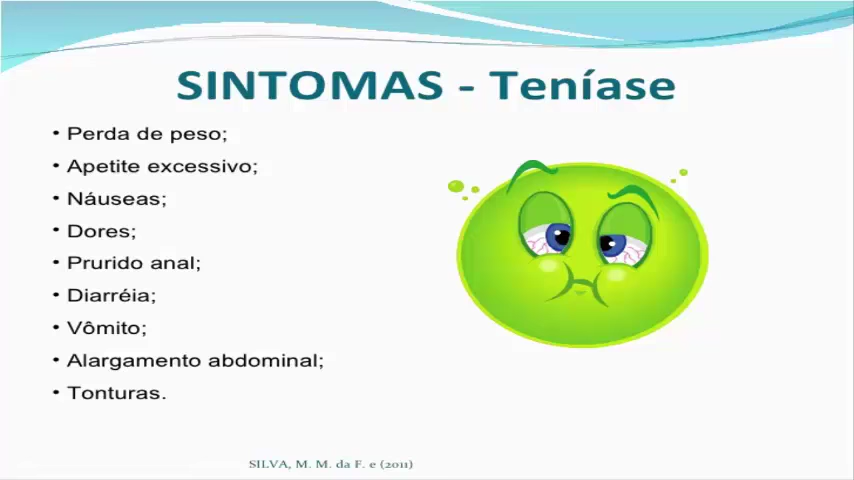 SINTOMAS - Teníase
• Perda de peso;
• Apetite excessivo;
• Náuseas;
• Dores;
• Prurido anal;
• Diarréia;
• Vômito;
• Alargamento abdominal;
• Tonturas.
SILVA, M. M. da F. e (2011)